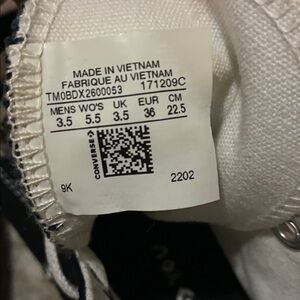 MADE IN VIETNAM
FABRIQUE AU VIETNAM
TM0BDX2600053 171209C
MENS WO'S UK EUR CM
3.5 5.5 3.5 36 22.5
CONVERSE
9K 2202